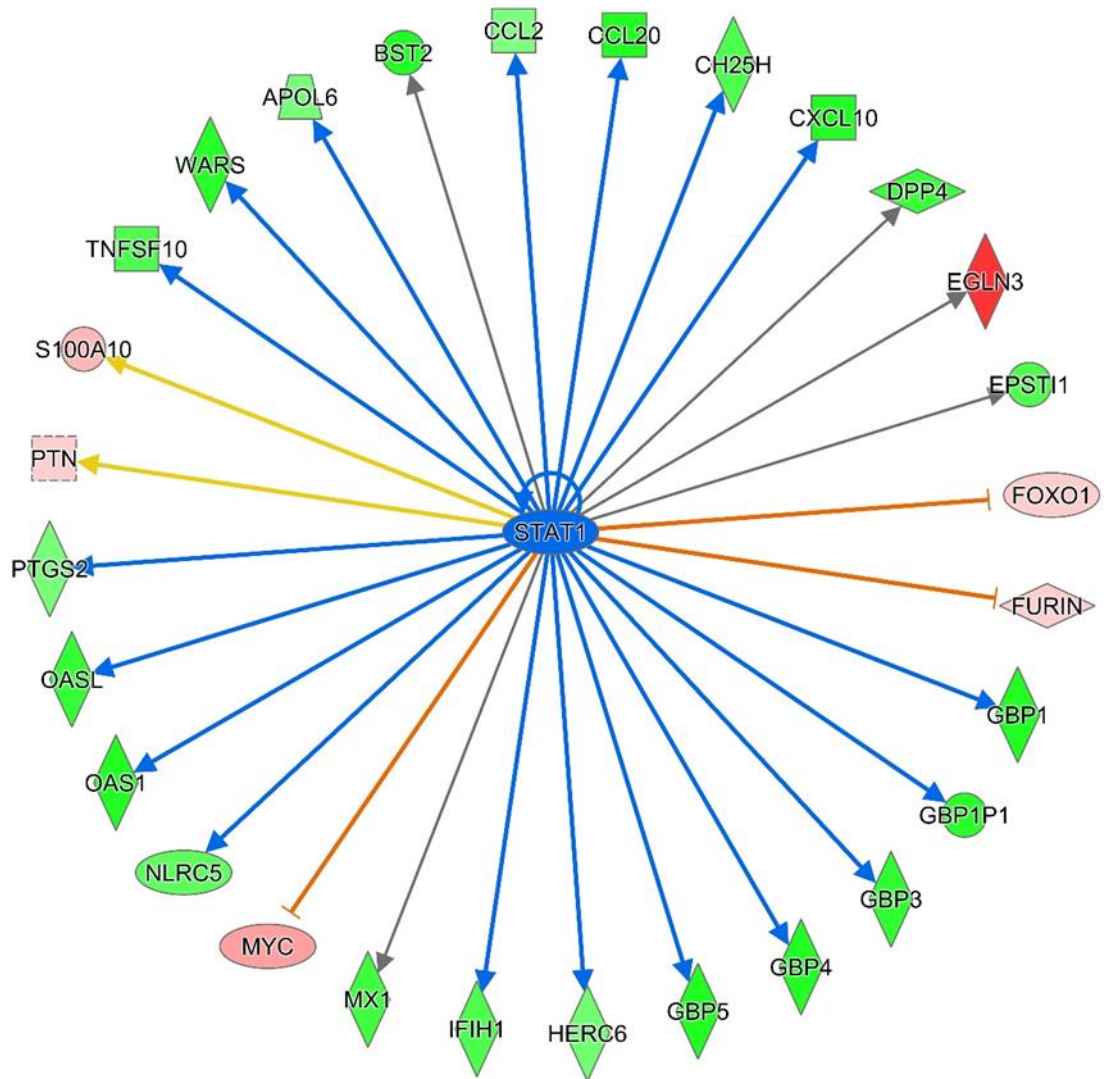 CCL2
CCL20
BST2
CH25H
APOL6
CXCL10
WARS
DPP4
TNFSF10
EGLN3
S100A10
EPSTI1
PTN
FOXO1
STAT1
PTGS2
FURIN
OASL
GBP1
OAS1
GBP1P1
NLRC5
GBP3
MYC
GBP4
MX1
GBP5
IFIH1
HERC6